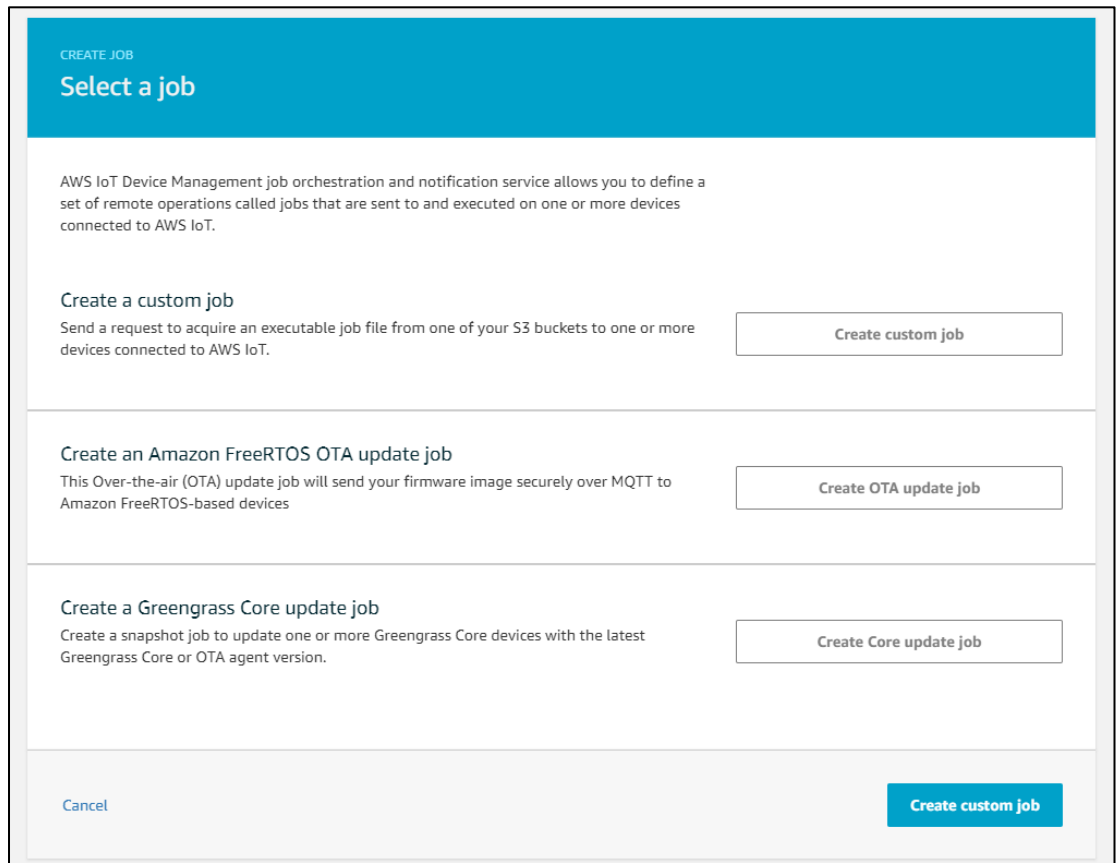 CREATE JOB
Select a job
AWS IoT Device Management job orchestration and notification service allows you to define a
set of remote operations called jobs that are sent to and executed on one or more devices
connected to AWS IoT.
Create a custom job
Send a request to acquire an executable job file from one of your S3 buckets to one or more
devices connected to AWS IoT.
Create custom job
Create an Amazon FreeRTOS OTA update job
This Over-the-air (OTA) update job will send your firmware image securely over MQTT to
Amazon FreeRTOS-based devices
Create OTA update job
Create a Greengrass Core update job
Create a snapshot job to update one or more Greengrass Core devices with the latest
Greengrass Core or OTA agent version.
Create Core update job
Cancel
Create custom job